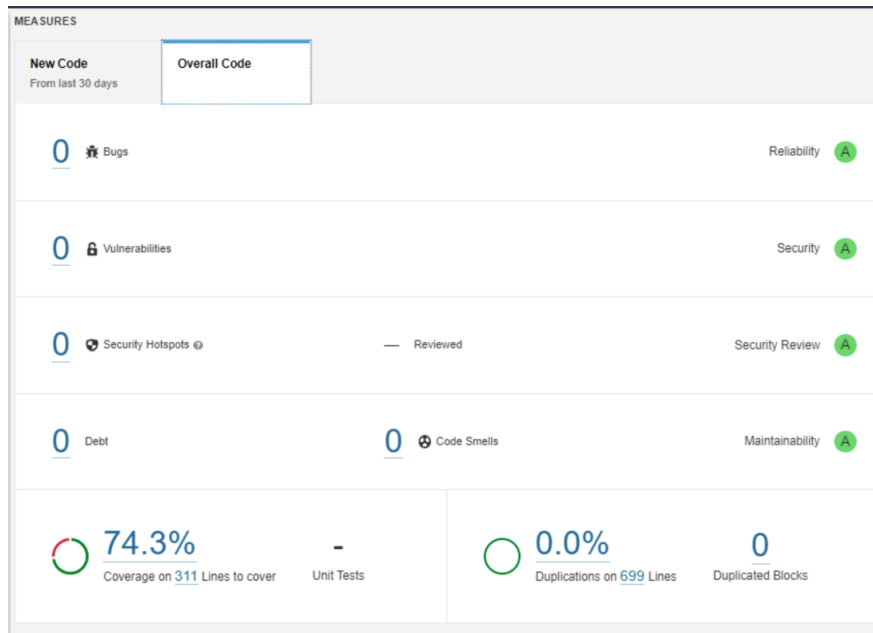 MEASURES
New Code
From last 30 days
Overall Code
0 Bugs Reliability A
0 Vulnerabilities Security A
0 Security Hotspots ? — Reviewed Security Review A
0 Debt 0 Code Smells Maintainability A
74.3% - 0.0% 0
Coverage on 311 Lines to cover Unit Tests Duplications on 699 Lines Duplicated Blocks